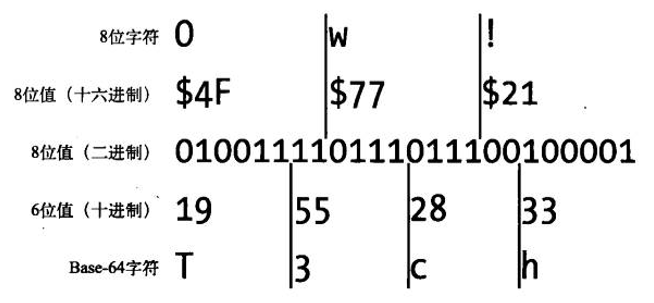 8位字符 O w !
8位值（十六进制） $4F $77 $21
8位值（二进制） 010011110111011100100001
6位值（十进制） 19 55 28 33
Base-64字符 T 3 c h